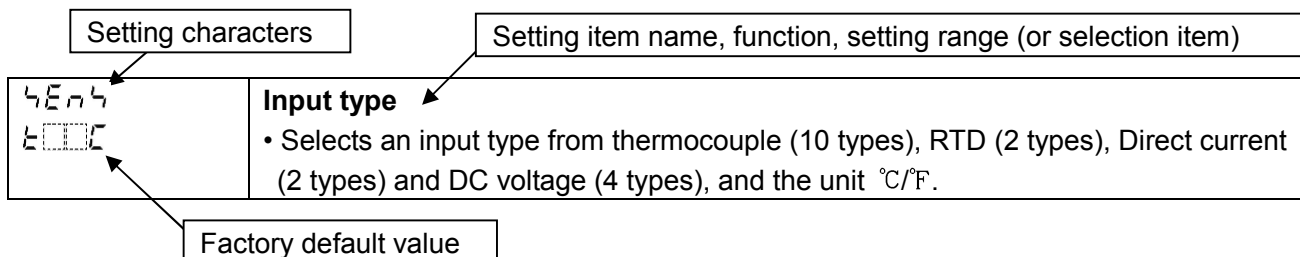 Setting characters
Setting item name, function, setting range (or selection item)
SEnS
K□□C
Input type
• Selects an input type from thermocouple (10 types), RTD (2 types), Direct current
(2 types) and DC voltage (4 types), and the unit ℃/℉.
Factory default value